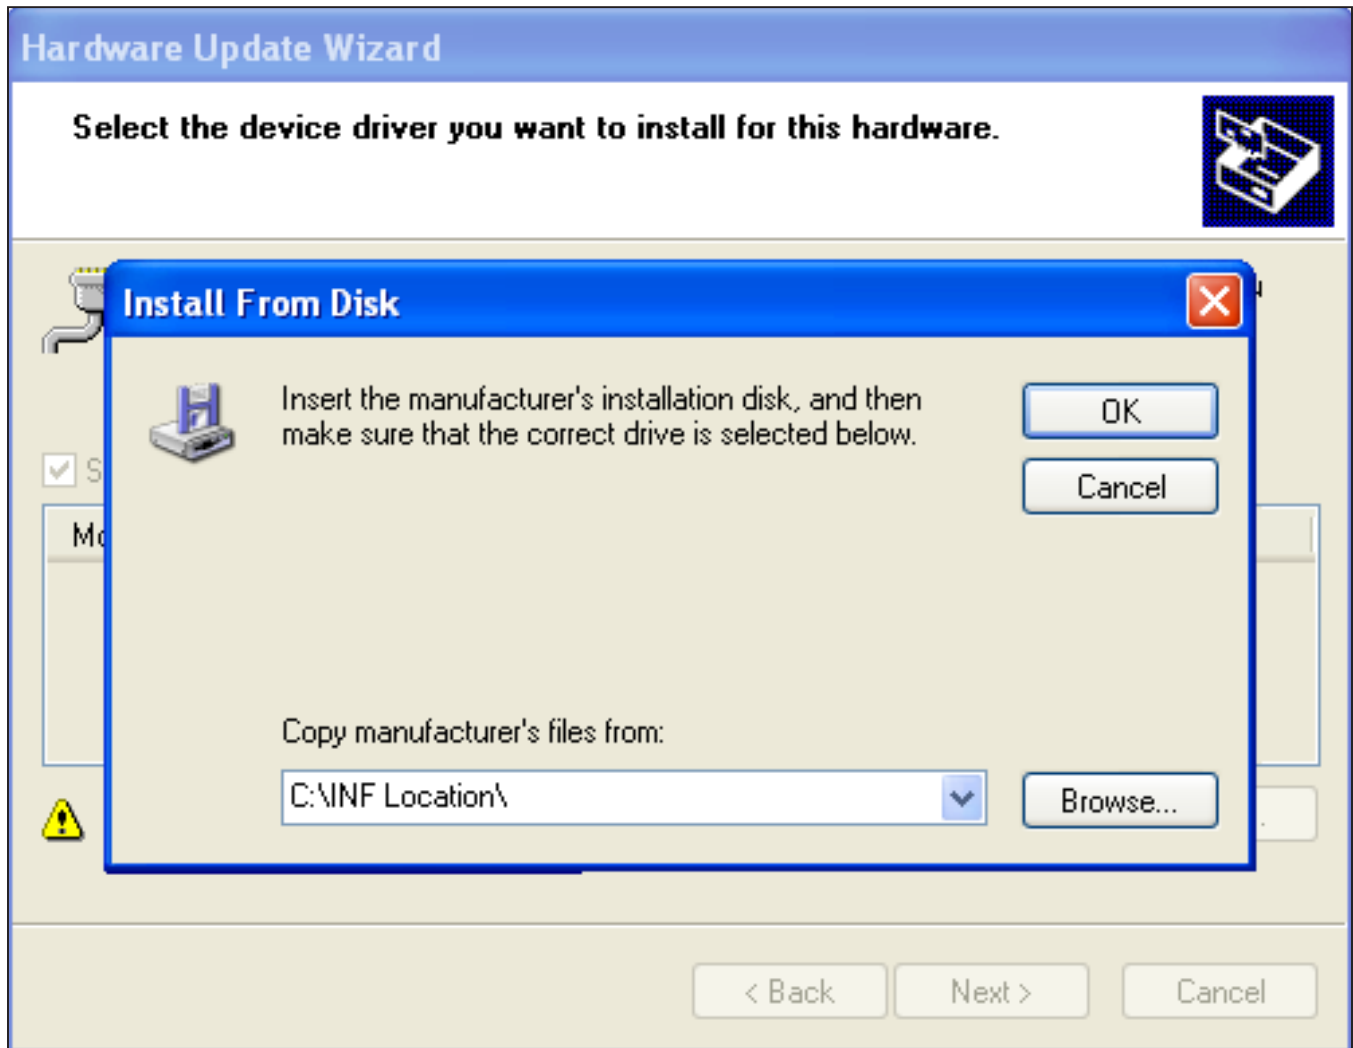 Hardware Update Wizard
Select the device driver you want to install for this hardware.
Install From Disk
Insert the manufacturer's installation disk, and then
make sure that the correct drive is selected below.
OK
Cancel
Copy manufacturer's files from:
C:\INF Location\
Browse...
< Back
Next >
Cancel